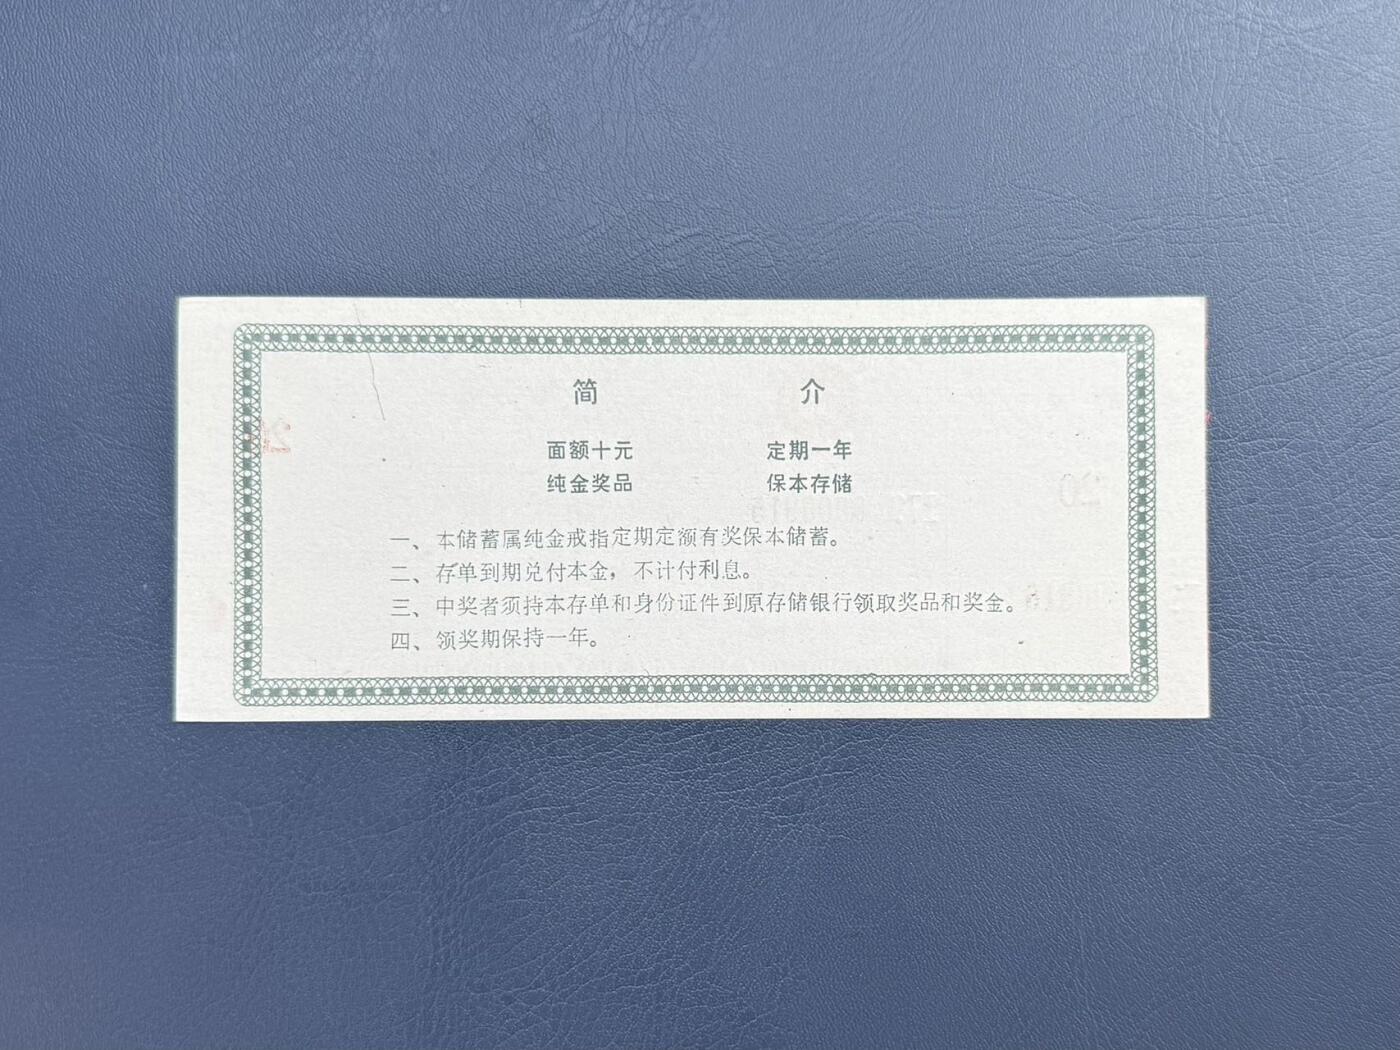 简 介
面额十元 定期一年
纯金奖品 保本存储
一、本储蓄属纯金戒指定期定额有奖保本储蓄。
二、存单到期兑付本金，不计付利息。
三、中奖者须持本存单和身份证件到原存储银行领取奖品和奖金。
四、领奖期保持一年。